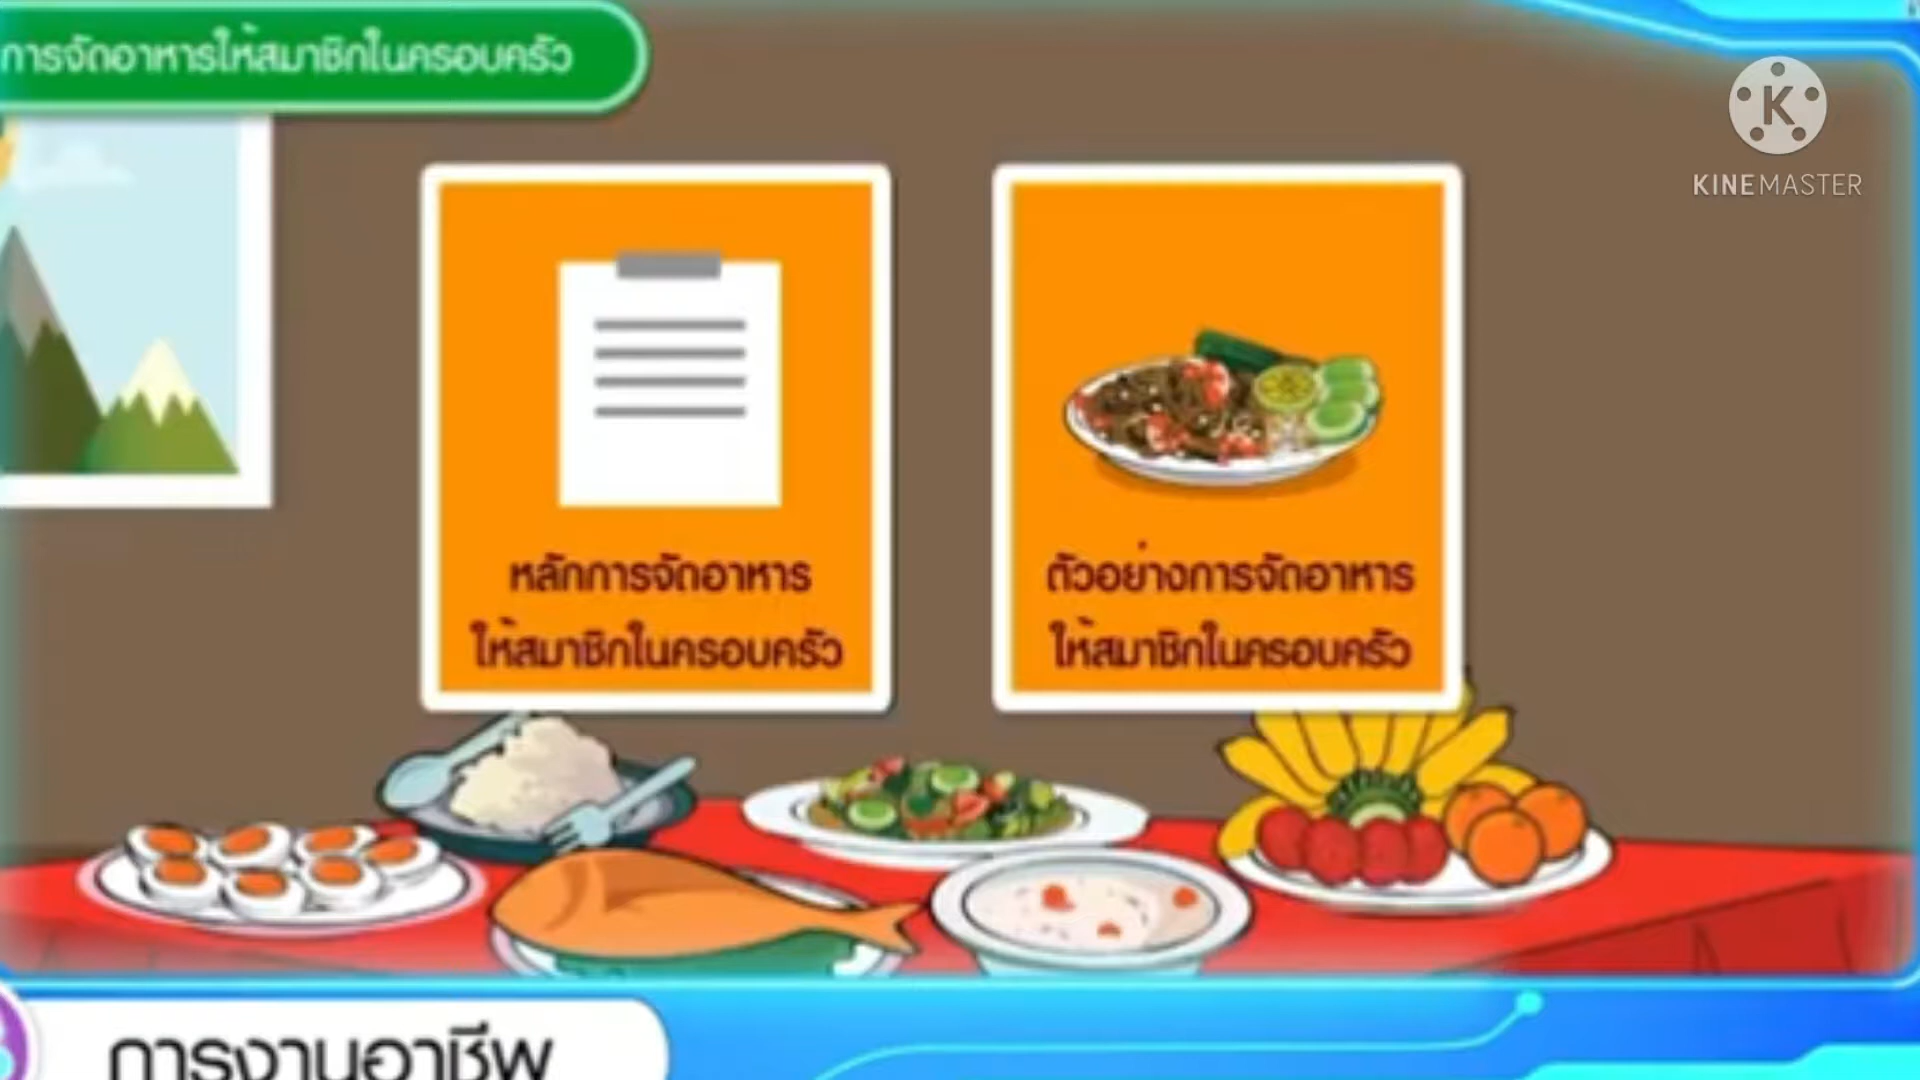 การจัดอาหารให้สมาชิกในครอบครัว
K
KINEMASTER
หลักการจัดอาหาร
ให้สมาชิกในครอบครัว
ตัวอย่างการจัดอาหาร
ให้สมาชิกในครอบครัว
การงานอาชีพ